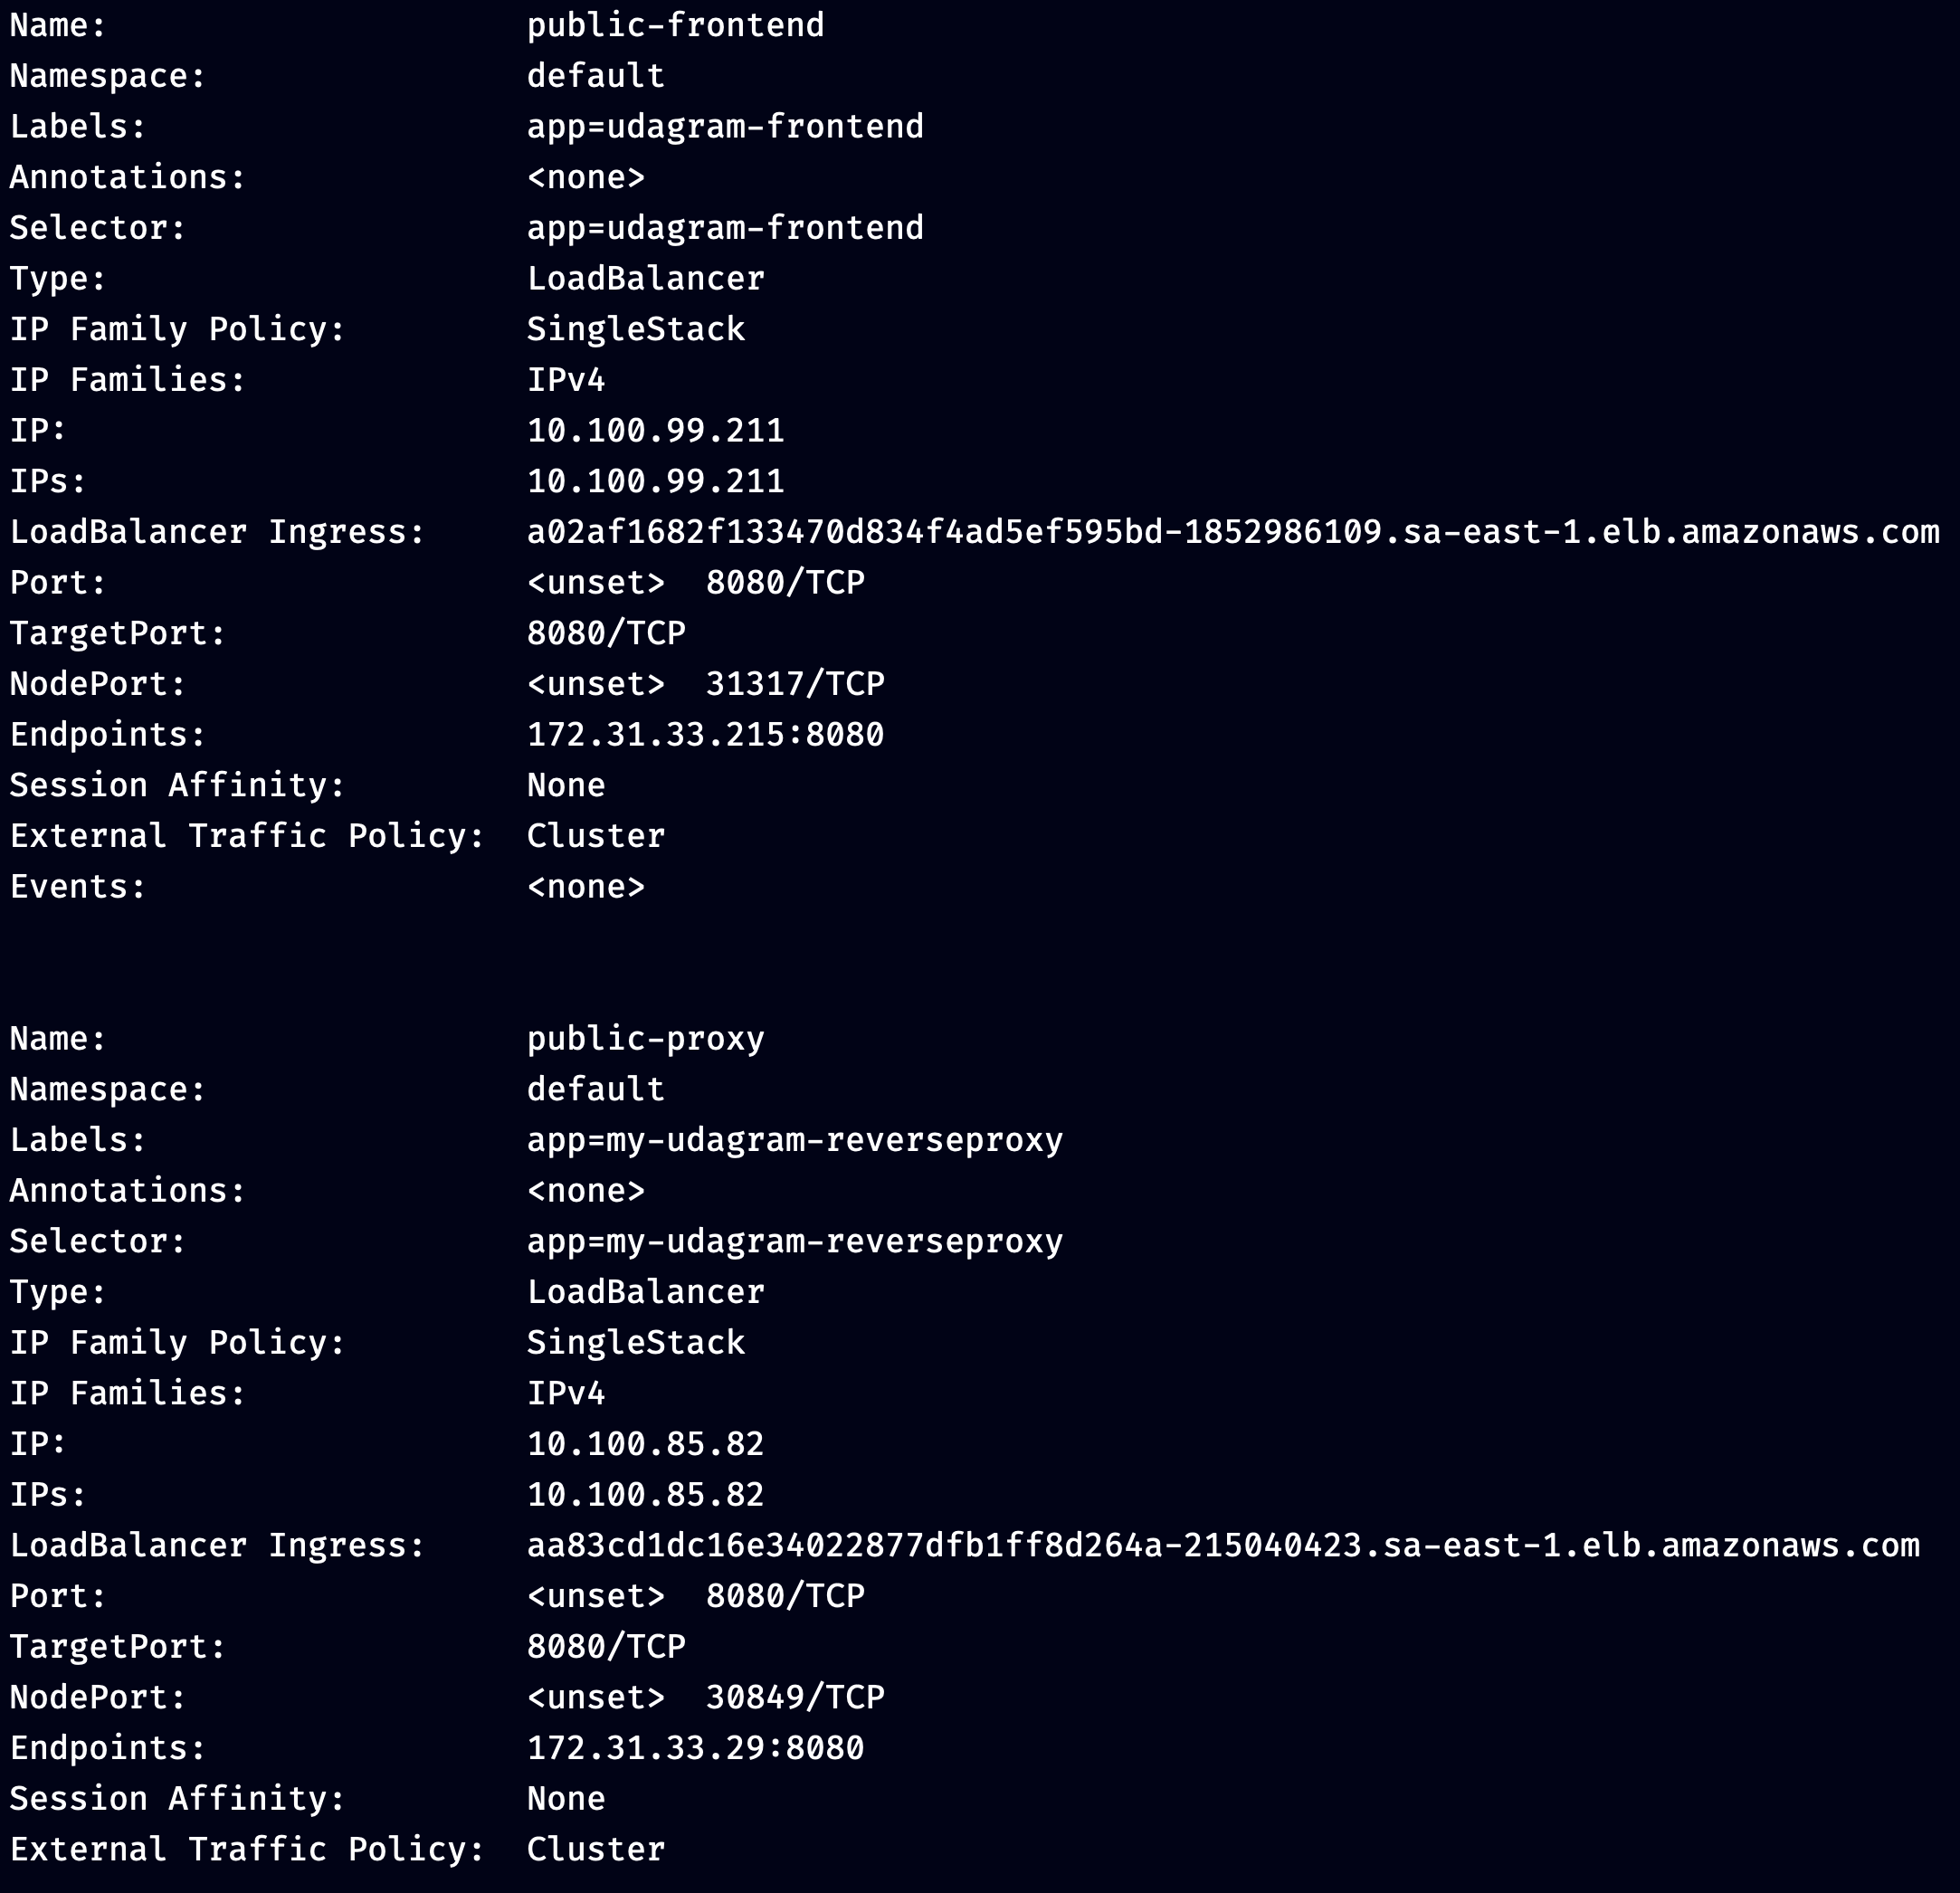 Name:                     public-frontend
Namespace:                default
Labels:                   app=udagram-frontend
Annotations:              <none>
Selector:                 app=udagram-frontend
Type:                     LoadBalancer
IP Family Policy:         SingleStack
IP Families:              IPv4
IP:                       10.100.99.211
IPs:                      10.100.99.211
LoadBalancer Ingress:     a02af1682f133470d834f4ad5ef595bd-1852986109.sa-east-1.elb.amazonaws.com
Port:                     <unset>  8080/TCP
TargetPort:               8080/TCP
NodePort:                 <unset>  31317/TCP
Endpoints:                172.31.33.215:8080
Session Affinity:         None
External Traffic Policy:  Cluster
Events:                   <none>
Name:                     public-proxy
Namespace:                default
Labels:                   app=my-udagram-reverseproxy
Annotations:              <none>
Selector:                 app=my-udagram-reverseproxy
Type:                     LoadBalancer
IP Family Policy:         SingleStack
IP Families:              IPv4
IP:                       10.100.85.82
IPs:                      10.100.85.82
LoadBalancer Ingress:     aa83cd1dc16e34022877dfb1ff8d264a-215040423.sa-east-1.elb.amazonaws.com
Port:                     <unset>  8080/TCP
TargetPort:               8080/TCP
NodePort:                 <unset>  30849/TCP
Endpoints:                172.31.33.29:8080
Session Affinity:         None
External Traffic Policy:  Cluster